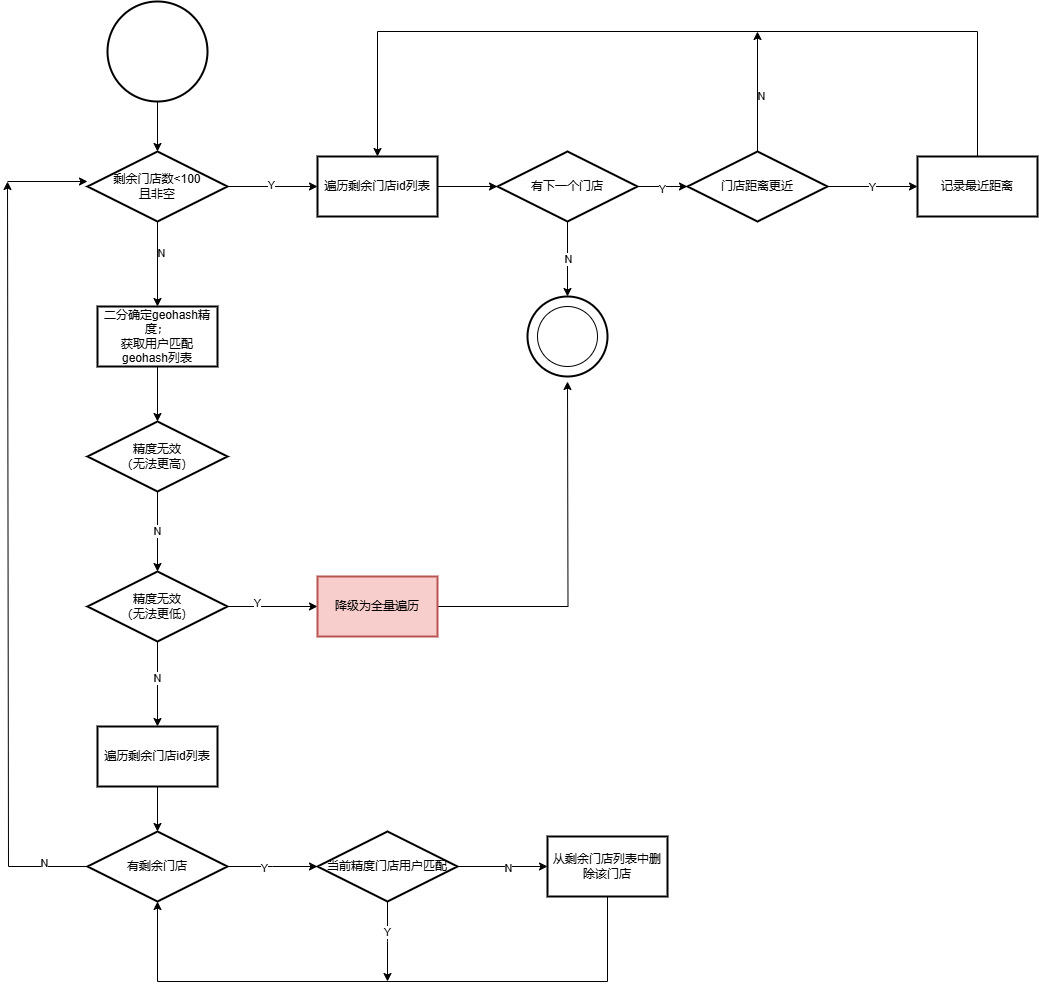 剩余门店数<100
且非空
Y
遍历剩余门店id列表
有下一个门店
Y
门店距离更近
Y
记录最近距离
N
N
N
二分确定geohash精
度；
获取用户匹配
geohash列表
精度无效
（无法更高）
N
精度无效
（无法更低）
Y
降级为全量遍历
N
遍历剩余门店id列表
有剩余门店
N
Y
当前精度门店用户匹配
N
从剩余门店列表中删
除该门店
Y